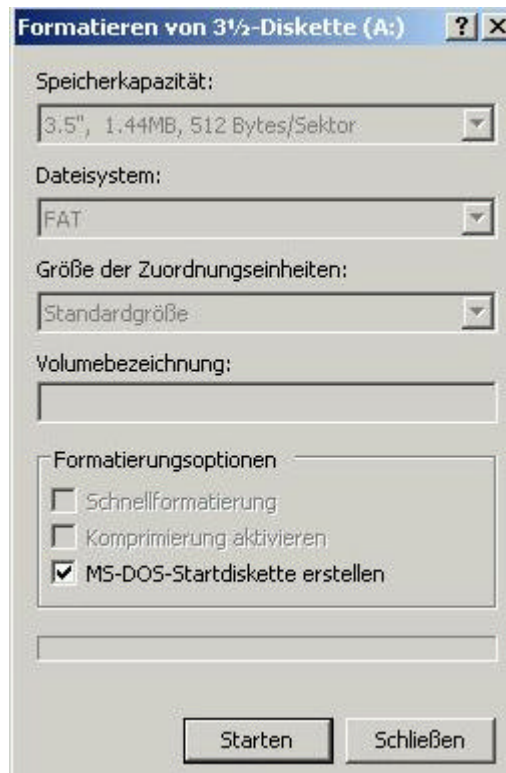 Formatieren von 3½-Diskette (A:)
Speicherkapazität:
3.5", 1.44MB, 512 Bytes/Sektor
Dateisystem:
FAT
Größe der Zuordnungseinheiten:
Standardgröße
Volumebezeichnung:
Formatierungsoptionen
Schnellformatierung
Komprimierung aktivieren
MS-DOS-Startdiskette erstellen
Starten Schließen